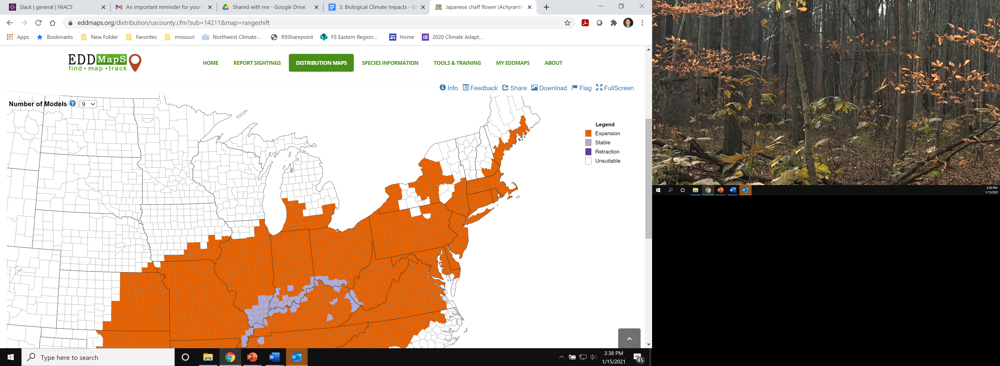 Slack | general | NIACS
An important reminder for your c
Shared with me - Google Drive
3: Biological Climate Impacts - Go
Japanese chaff flower (Achyranth
eddmaps.org/distribution/uscounty.cfm?sub=14211&map=rangeshift
Apps Bookmarks New Folder Favorites missouri Northwest Climate... R9Sharepoint FS Eastern Region... Home 2020 Climate Adapt...
EDDMapS
find · map · track
HOME REPORT SIGHTINGS DISTRIBUTION MAPS SPECIES INFORMATION TOOLS & TRAINING MY EDDMAPS ABOUT
Info Feedback Share Download Flag FullScreen
Number of Models ? 9
Legend
Expansion
Stable
Retraction
Unsuitable
Type here to search
3:38 PM
1/15/2021
45
3:38 PM
1/15/2021